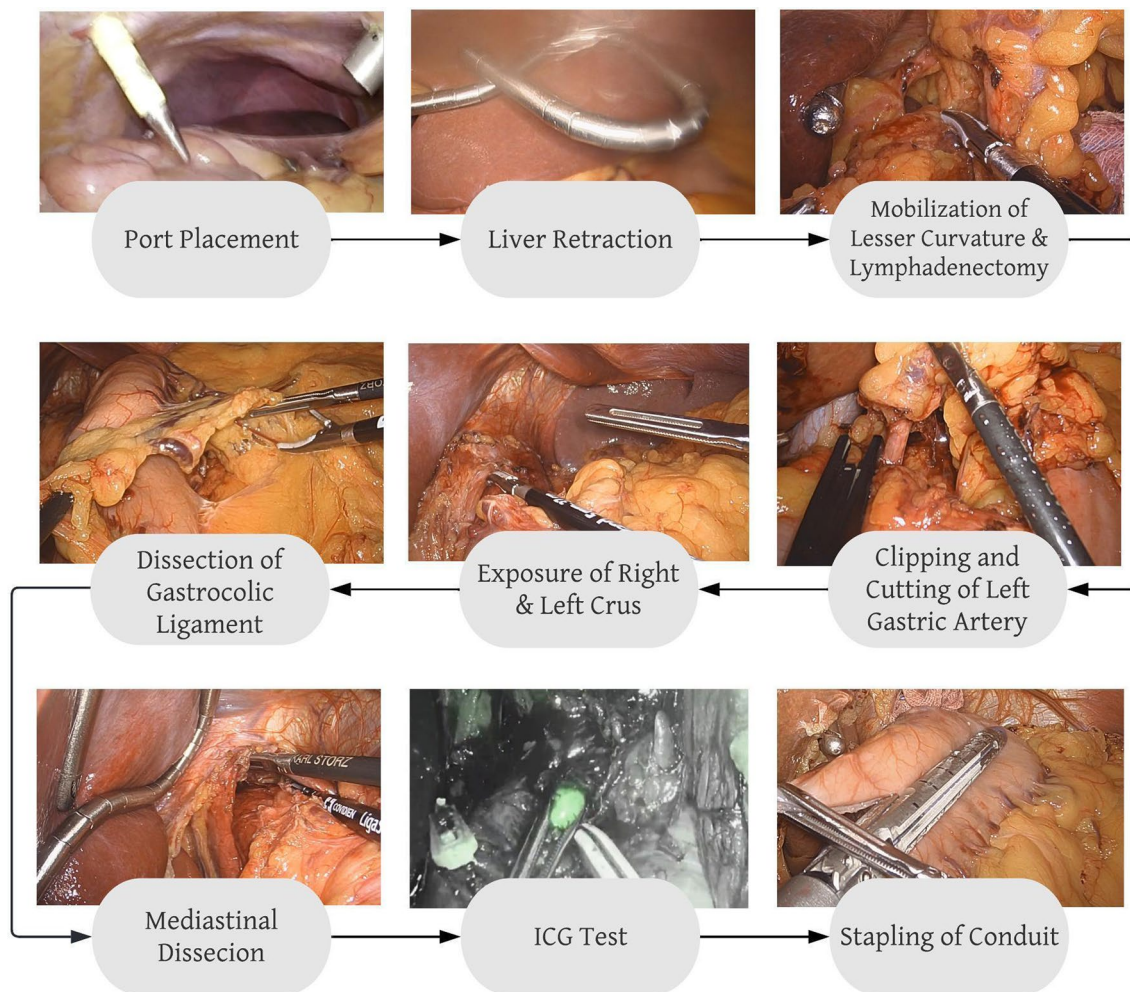 Port Placement
Liver Retraction
Mobilization of
Lesser Curvature &
Lymphadenectomy
Clipping and
Cutting of Left
Gastric Artery
Exposure of Right
& Left Crus
Dissection of
Gastrocolic
Ligament
KARL STORZ
COVIDIEN Ligas
Mediastinal
Dissecion
ICG Test
Stapling of Conduit